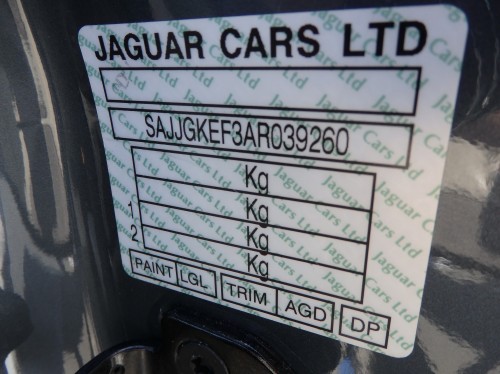 JAGUAR CARS LTD
SAJJGKEF3AR039260
Kg
1 Kg
2 Kg
Kg
PAINT LGL TRIM AGD DP